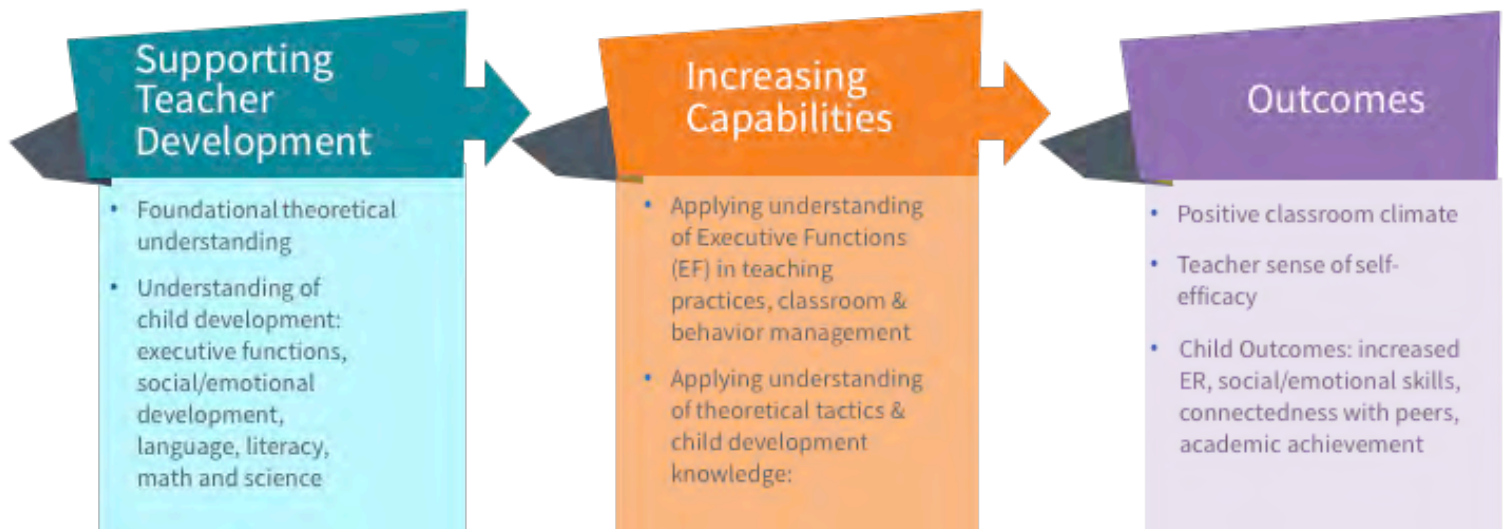 Supporting
Teacher
Development
• Foundational theoretical
understanding
• Understanding of
child development:
executive functions,
social/emotional
development,
language, literacy,
math and science
Increasing
Capabilities
• Applying understanding
of Executive Functions
(EF) in teaching
practices, classroom &
behavior management
• Applying understanding
of theoretical tactics &
child development
knowledge:
Outcomes
• Positive classroom climate
• Teacher sense of self-
efficacy
• Child Outcomes: increased
ER, social/emotional skills,
connectedness with peers,
academic achievement